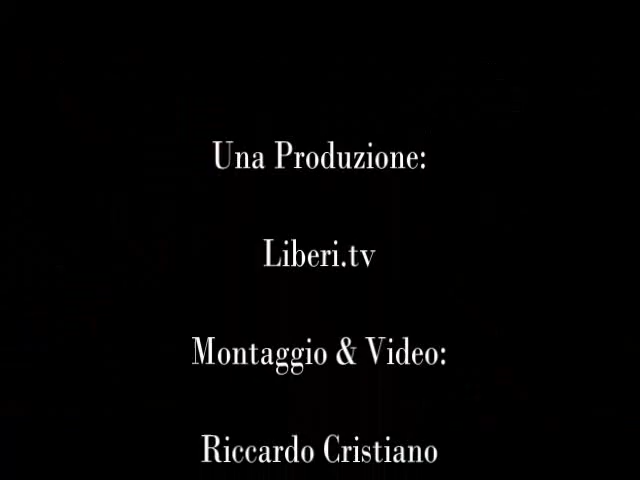 Una Produzione:
Liberi.tv
Montaggio & Video:
Riccardo Cristiano